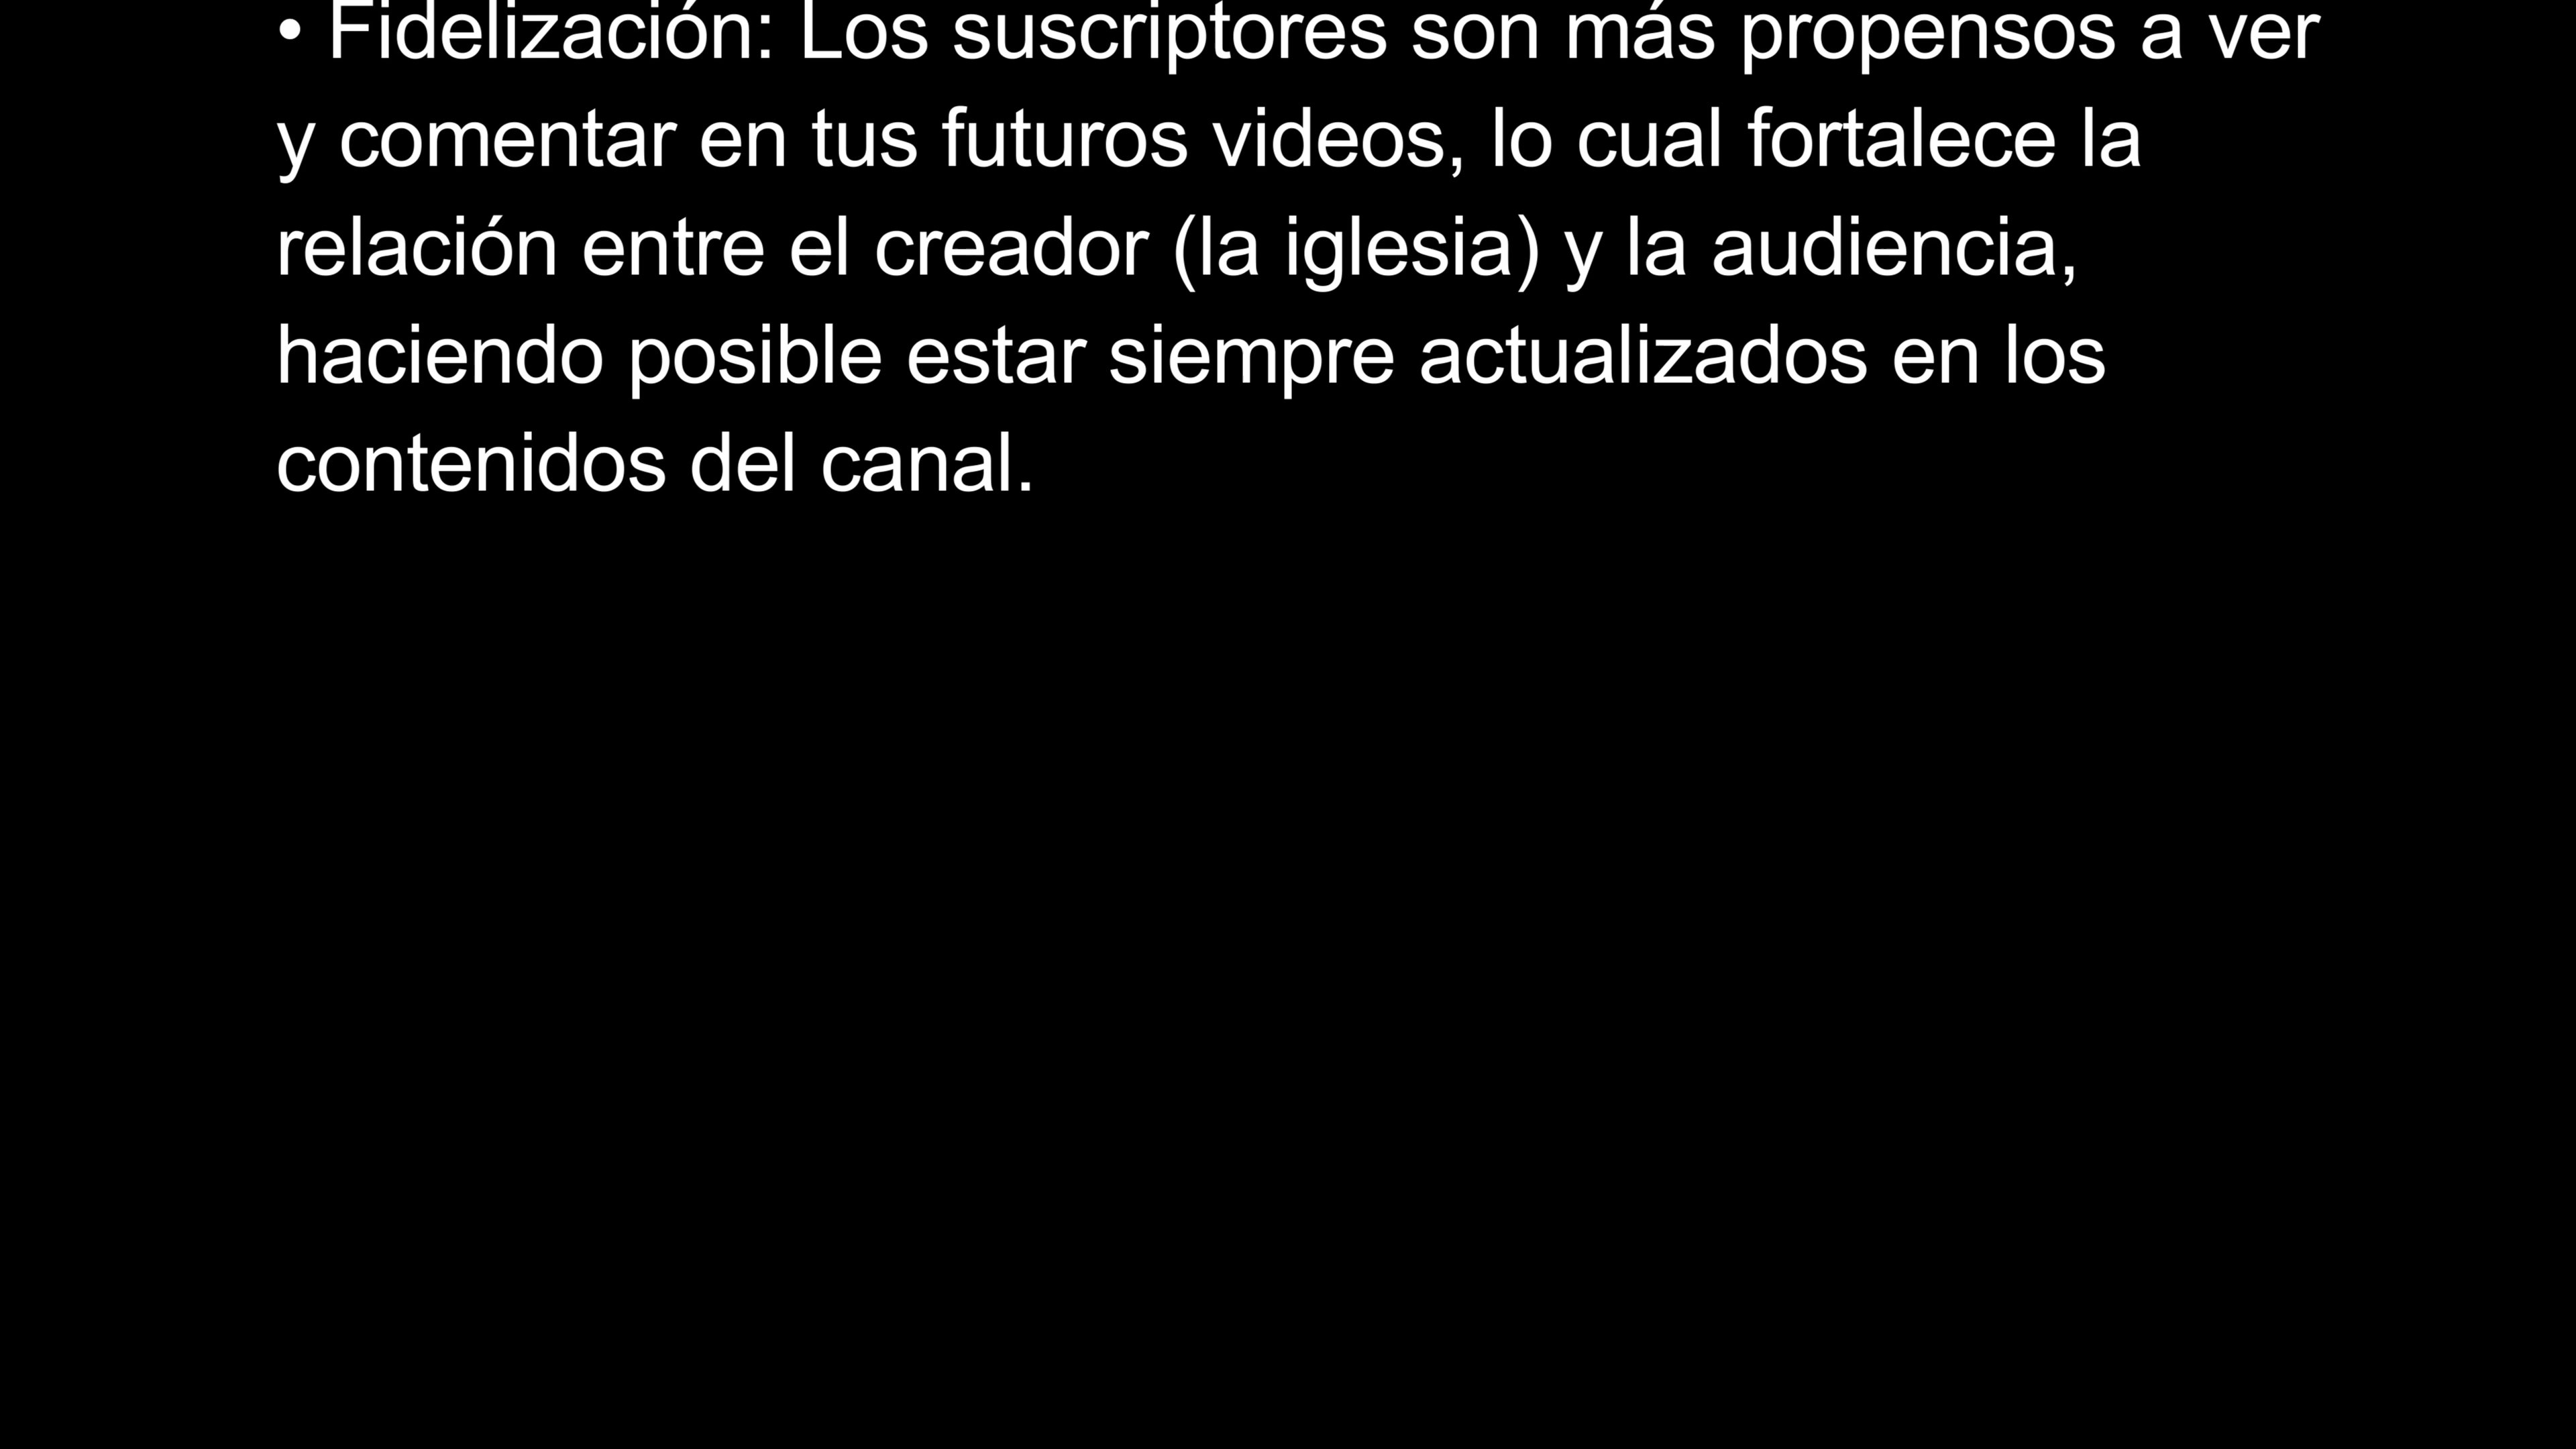 • Fidelización: Los suscriptores son más propensos a ver
y comentar en tus futuros videos, lo cual fortalece la
relación entre el creador (la iglesia) y la audiencia,
haciendo posible estar siempre actualizados en los
contenidos del canal.